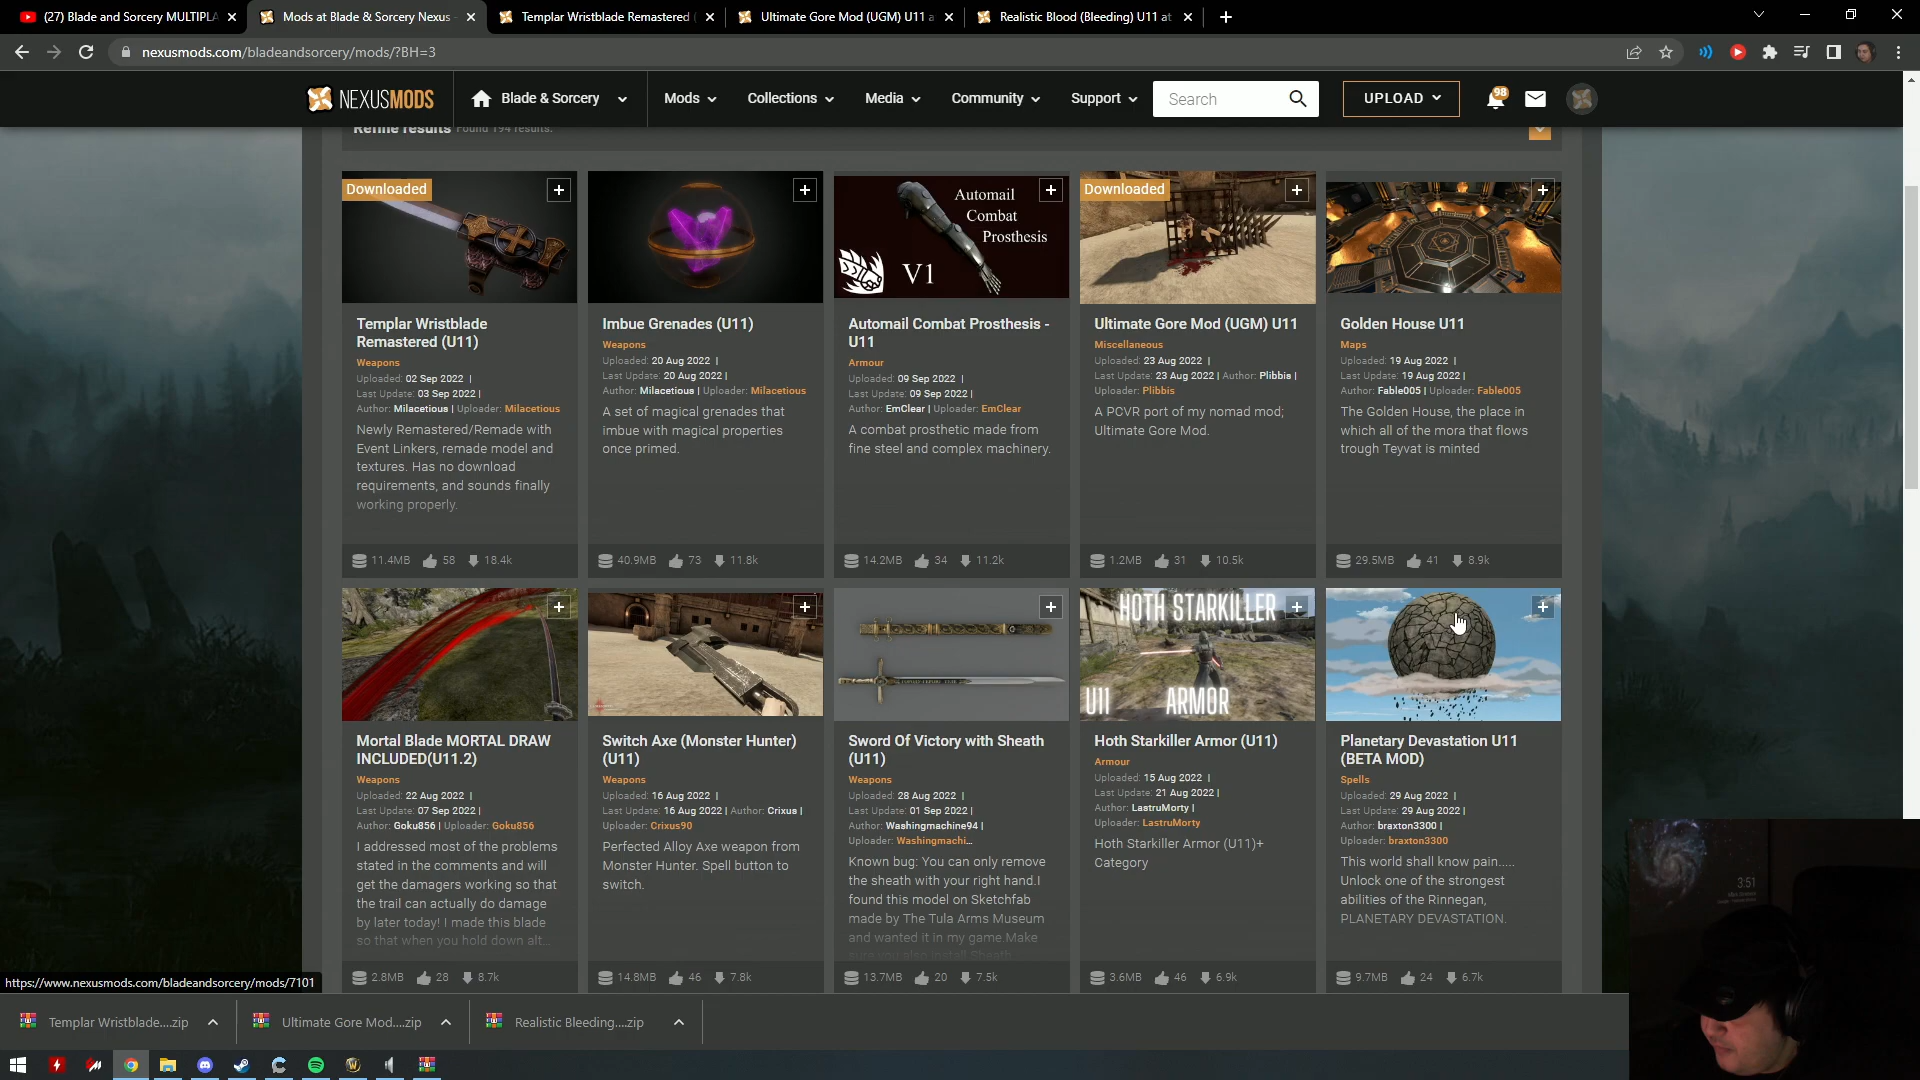 (27) Blade and Sorcery MULTIPLA
Mods at Blade & Sorcery Nexus
Templar Wristblade Remastered (
Ultimate Gore Mod (UGM) U11 a
Realistic Blood (Bleeding) U11 at
nexusmods.com/bladeandsorcery/mods/?BH=3
NEXUSMODS
Blade & Sorcery
Mods
Collections
Media
Community
Support
Search
UPLOAD
98
Refine results Found 194 results.
Downloaded
Templar Wristblade
Remastered (U11)
Weapons
Uploaded: 02 Sep 2022 |
Last Update: 03 Sep 2022 |
Author: Milacetious | Uploader: Milacetious
Newly Remastered/Remade with
Event Linkers, remade model and
textures. Has no download
requirements, and sounds finally
working properly.
11.4MB 58 18.4k
Imbue Grenades (U11)
Weapons
Uploaded: 20 Aug 2022 |
Last Update: 20 Aug 2022 |
Author: Milacetious | Uploader: Milacetious
A set of magical grenades that
imbue with magical properties
once primed.
40.9MB 73 11.8k
Automail
Combat
Prosthesis
V1
Automail Combat Prosthesis -
U11
Armour
Uploaded: 09 Sep 2022 |
Last Update: 09 Sep 2022 |
Author: EmClear | Uploader: EmClear
A combat prosthetic made from
fine steel and complex machinery.
14.2MB 34 11.2k
Downloaded
Ultimate Gore Mod (UGM) U11
Miscellaneous
Uploaded: 23 Aug 2022 |
Last Update: 23 Aug 2022 | Author: Plibbis |
Uploader: Plibbis
A PCVR port of my nomad mod;
Ultimate Gore Mod.
1.2MB 31 10.5k
Golden House U11
Maps
Uploaded: 19 Aug 2022 |
Last Update: 19 Aug 2022 |
Author: Fable005 | Uploader: Fable005
The Golden House, the place in
which all of the mora that flows
trough Teyvat is minted
29.5MB 41 8.9k
Mortal Blade MORTAL DRAW
INCLUDED(U11.2)
Weapons
Uploaded: 22 Aug 2022 |
Last Update: 07 Sep 2022 |
Author: Goku856 | Uploader: Goku856
I addressed most of the problems
stated in the comments and will
get the damagers working so that
the trail can actually do damage
by later today! I made this blade
so that when you hold down alt...
2.8MB 28 8.7k
Switch Axe (Monster Hunter)
(U11)
Weapons
Uploaded: 16 Aug 2022 |
Last Update: 16 Aug 2022 | Author: Crixus |
Uploader: Crixus90
Perfected Alloy Axe weapon from
Monster Hunter. Spell button to
switch.
14.8MB 46 7.8k
Sword Of Victory with Sheath
(U11)
Weapons
Uploaded: 28 Aug 2022 |
Last Update: 01 Sep 2022 |
Author: Washingmachine94 |
Uploader: Washingmachi...
Known bug: You can only remove
the sheath with your right hand.I
found this model on Sketchfab
made by The Tula Arms Museum
and wanted it in my game.Make
sure you also install Sheath
13.7MB 20 7.5k
HOTH STARKILLER
U11 ARMOR
Hoth Starkiller Armor (U11)
Armour
Uploaded: 15 Aug 2022 |
Last Update: 21 Aug 2022 |
Author: LastruMorty |
Uploader: LastruMorty
Hoth Starkiller Armor (U11)+
Category
3.6MB 46 6.9k
Planetary Devastation U11
(BETA MOD)
Spells
Uploaded: 29 Aug 2022 |
Last Update: 29 Aug 2022 |
Author: braxton3300 |
Uploader: braxton3300
This world shall know pain.....
Unlock one of the strongest
abilities of the Rinnegan,
PLANETARY DEVASTATION.
9.7MB 24 6.7k
3:51
https://www.nexusmods.com/bladeandsorcery/mods/7101
Templar Wristblade....zip
Ultimate Gore Mod....zip
Realistic Bleeding....zip